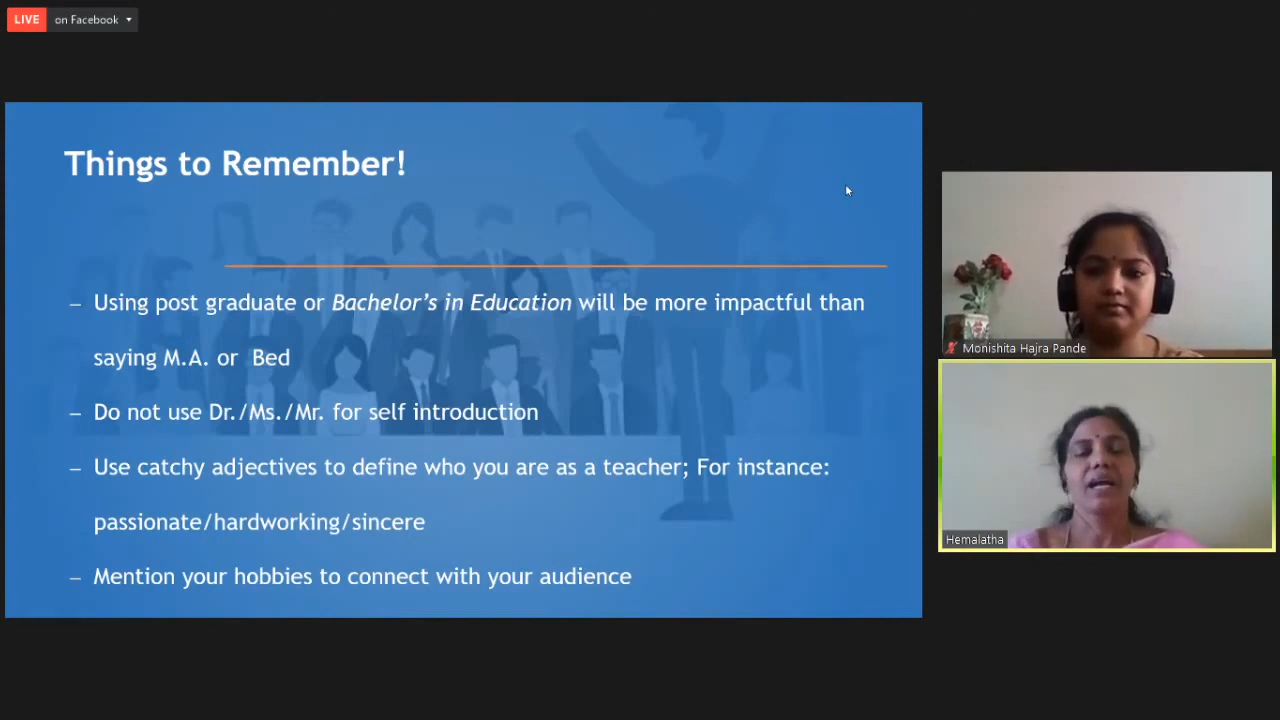 LIVE on Facebook
Things to Remember!
– Using post graduate or Bachelor’s in Education will be more impactful than
saying M.A. or Bed
– Do not use Dr./Ms./Mr. for self introduction
– Use catchy adjectives to define who you are as a teacher; For instance:
passionate/hardworking/sincere
– Mention your hobbies to connect with your audience
Monishita Hajra Pande
Hemalatha